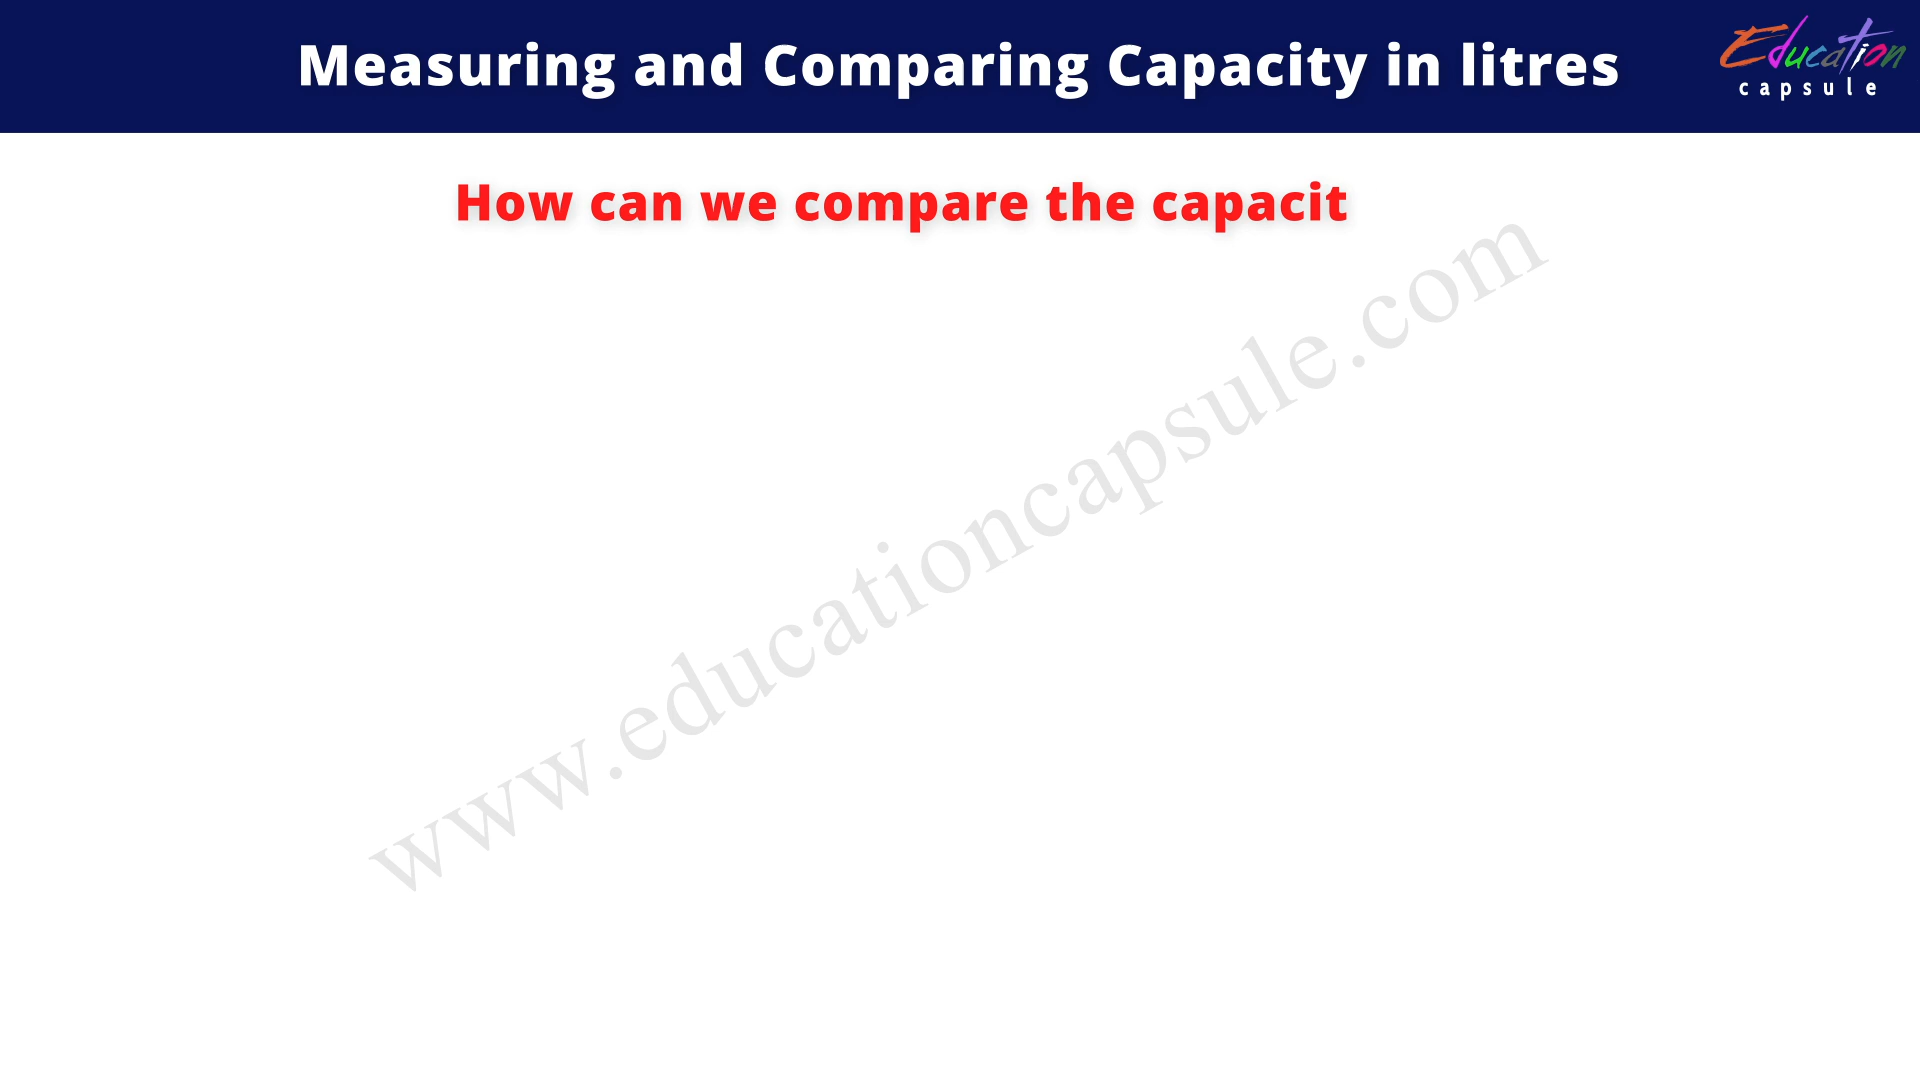 Measuring and Comparing Capacity in litres
Education
capsule
How can we compare the capacit
www.educationcapsule.com